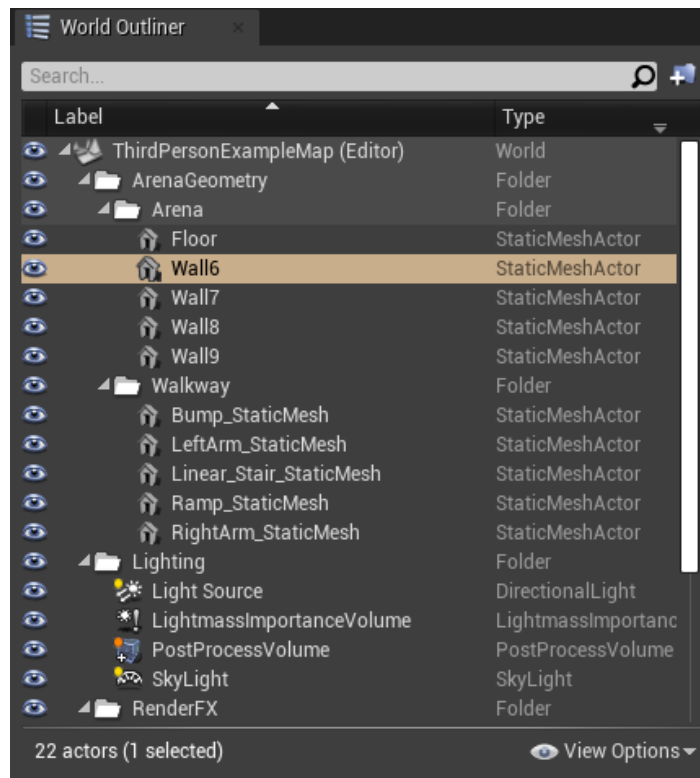 World Outliner
Search...
Label Type
ThirdPersonExampleMap (Editor) World
ArenaGeometry Folder
Arena Folder
Floor StaticMeshActor
Wall6 StaticMeshActor
Wall7 StaticMeshActor
Wall8 StaticMeshActor
Wall9 StaticMeshActor
Walkway Folder
Bump_StaticMesh StaticMeshActor
LeftArm_StaticMesh StaticMeshActor
Linear_Stair_StaticMesh StaticMeshActor
Ramp_StaticMesh StaticMeshActor
RightArm_StaticMesh StaticMeshActor
Lighting Folder
Light Source DirectionalLight
LightmassImportanceVolume LightmassImportanc
PostProcessVolume PostProcessVolume
SkyLight SkyLight
RenderFX Folder
22 actors (1 selected) View Options